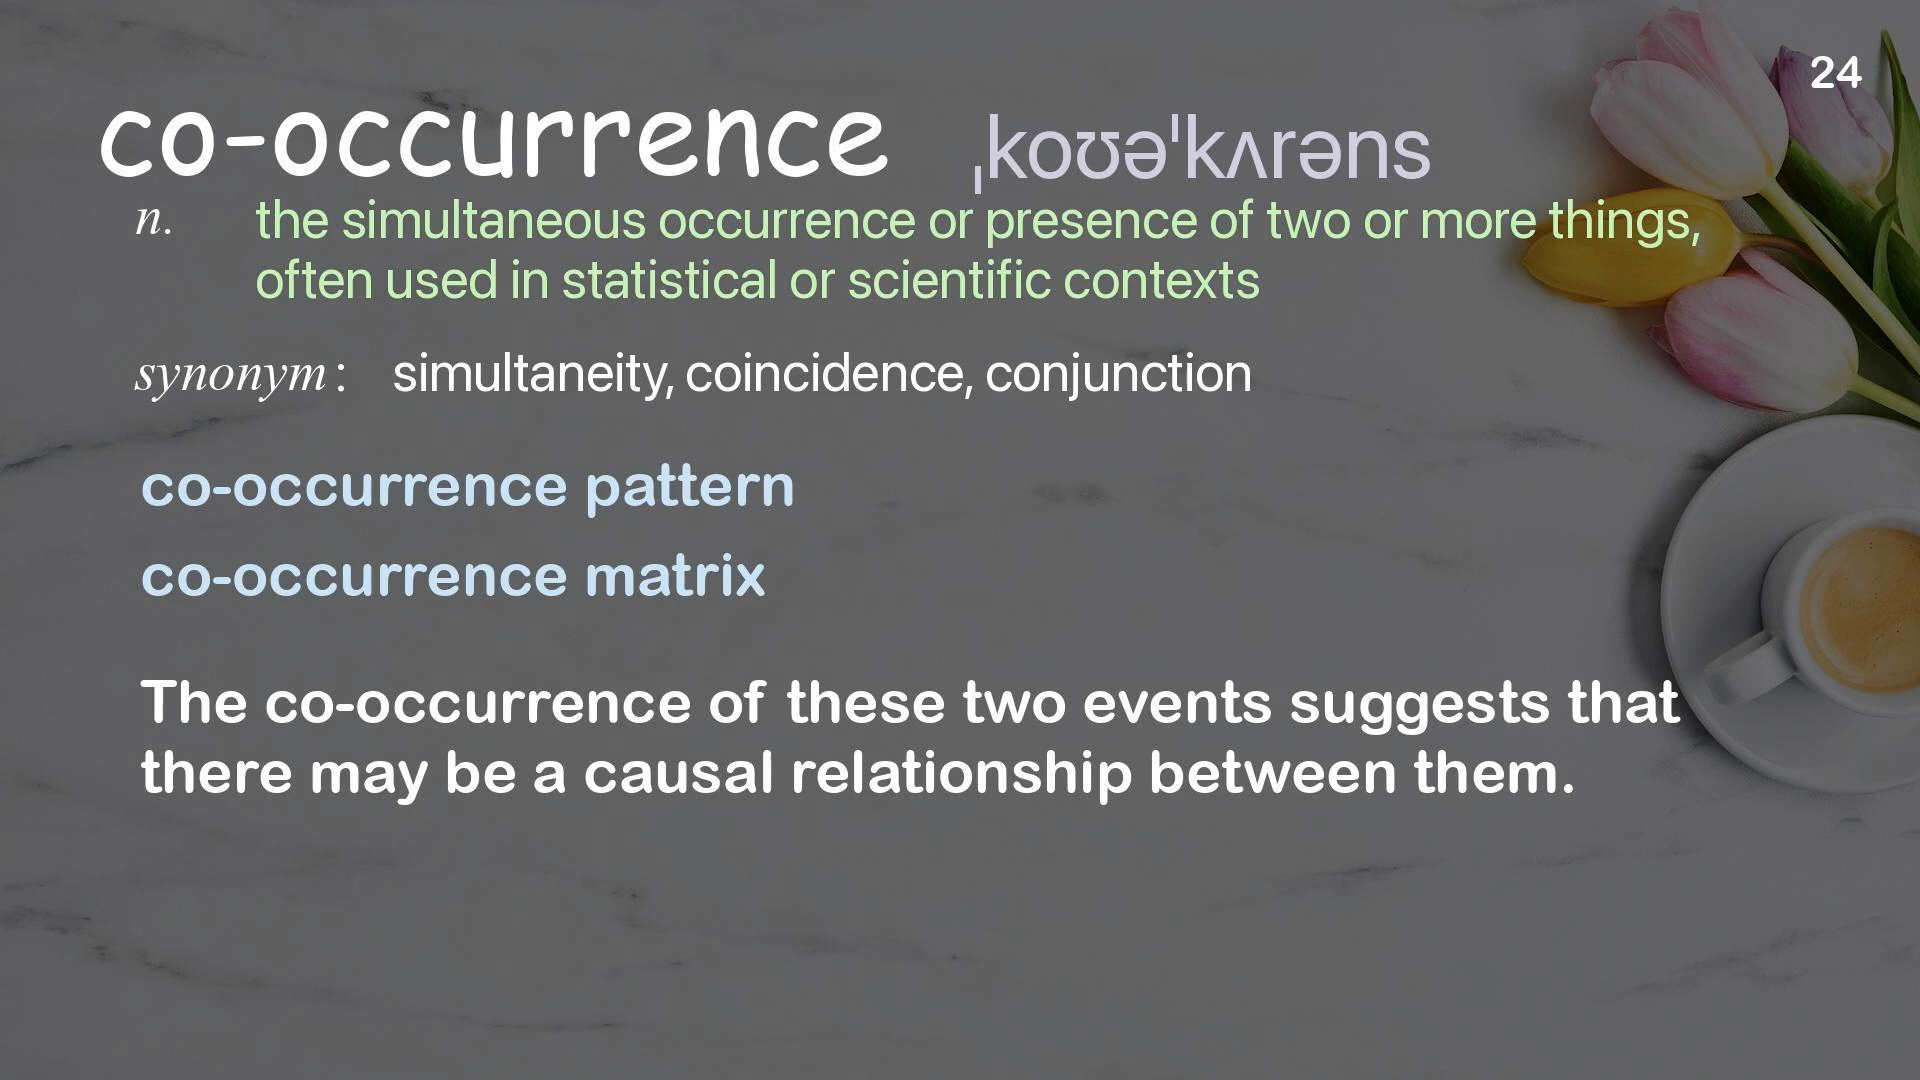 24
co-occurrence ˌkoʊəˈkʌrəns
n. the simultaneous occurrence or presence of two or more things,
often used in statistical or scientific contexts
synonym : simultaneity, coincidence, conjunction
co-occurrence pattern
co-occurrence matrix
The co-occurrence of these two events suggests that
there may be a causal relationship between them.